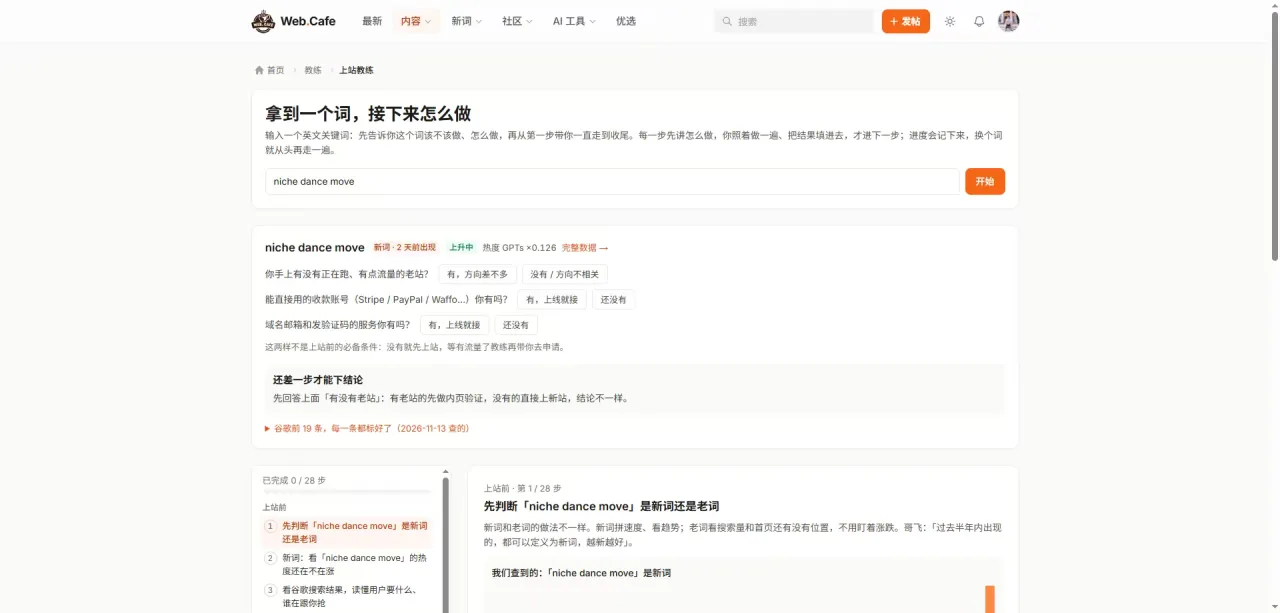 Web.Cafe 最新 内容 新词 社区 AI 工具 优选 搜索 + 发帖
首页 › 教练 › 上站教练
拿到一个词，接下来怎么做
输入一个英文关键词：先告诉你这个词该不该做、怎么做，再从第一步带你一直走到收尾。每一步先讲怎么做，你照着做一遍、把结果填进去，才进下一步；进度会记下来，换个词
就从头再走一遍。
niche dance move 开始
niche dance move 新词 · 2 天前出现 上升中 热度 GPTs ×0.126 完整数据 →
你手上有没有正在跑、有点流量的老站？ 有，方向差不多 没有 / 方向不相关
能直接用的收款账号（Stripe / PayPal / Waffo...）你有吗？ 有，上线就接 还没有
域名邮箱和发验证码的服务你有吗？ 有，上线就接 还没有
这两样不是上站前的必备条件：没有就先上站，等有流量了教练再带你去申请。
还差一步才能下结论
先回答上面「有没有老站」：有老站的先做内页验证，没有的直接上新站，结论不一样。
▶ 谷歌前 19 条，每一条都标好了（2026-11-13 查的）
已完成 0 / 28 步
上站前
1 先判断「niche dance move」是新词
还是老词
2 新词：看「niche dance move」的热
度还在不在涨
3 看谷歌搜索结果，读懂用户要什么、
谁在跟你抢
上站前 · 第 1 / 28 步
先判断「niche dance move」是新词还是老词
新词和老词的做法不一样。新词拼速度、看趋势；老词看搜索量和首页还有没有位置，不用盯着涨跌。哥飞：「过去半年内出现
的，都可以定义为新词，越新越好」。
我们查到的：「niche dance move」是新词